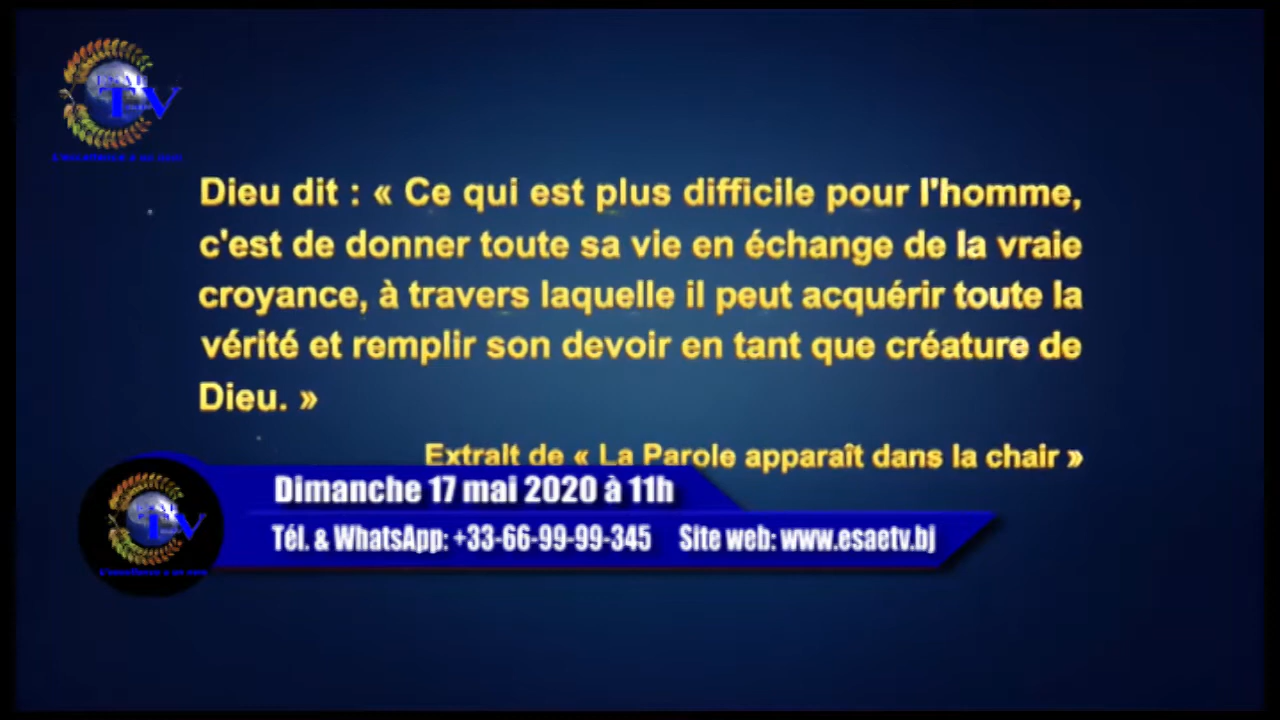 TV
Dieu dit : « Ce qui est plus difficile pour l'homme,
c'est de donner toute sa vie en échange de la vraie
croyance, à travers laquelle il peut acquérir toute la
vérité et remplir son devoir en tant que créature de
Dieu. »
Extrait de « La Parole apparaît dans la chair »
Dimanche 17 mai 2020 à 11h
Tél. & WhatsApp: +33-66-99-99-345 Site web: www.esaetv.bj
TV